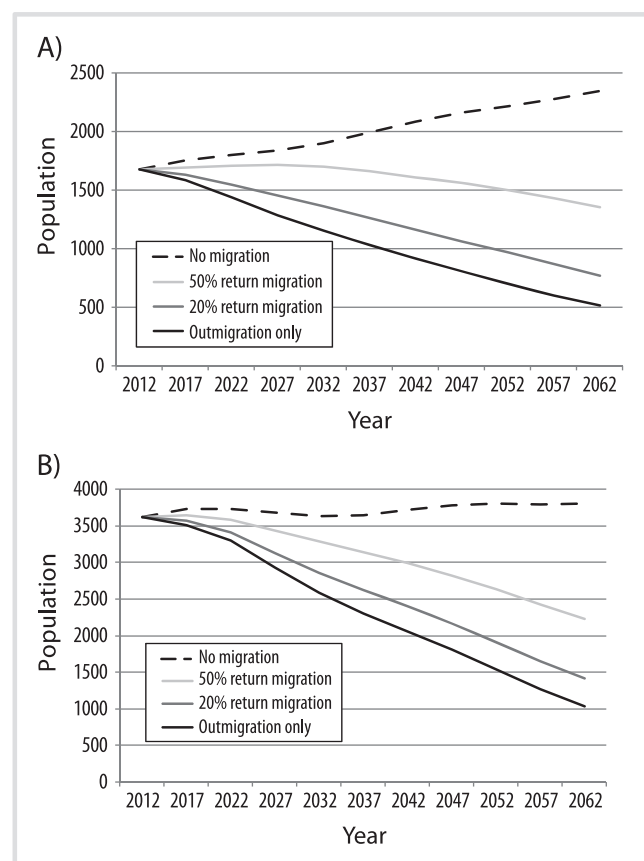 A)
2500
2000
1500
1000
500
0
Population
No migration
50% return migration
20% return migration
Outmigration only
2012 2017 2022 2027 2032 2037 2042 2047 2052 2057 2062
Year
B)
4000
3500
3000
2500
2000
1500
1000
500
0
Population
No migration
50% return migration
20% return migration
Outmigration only
2012 2017 2022 2027 2032 2037 2042 2047 2052 2057 2062
Year